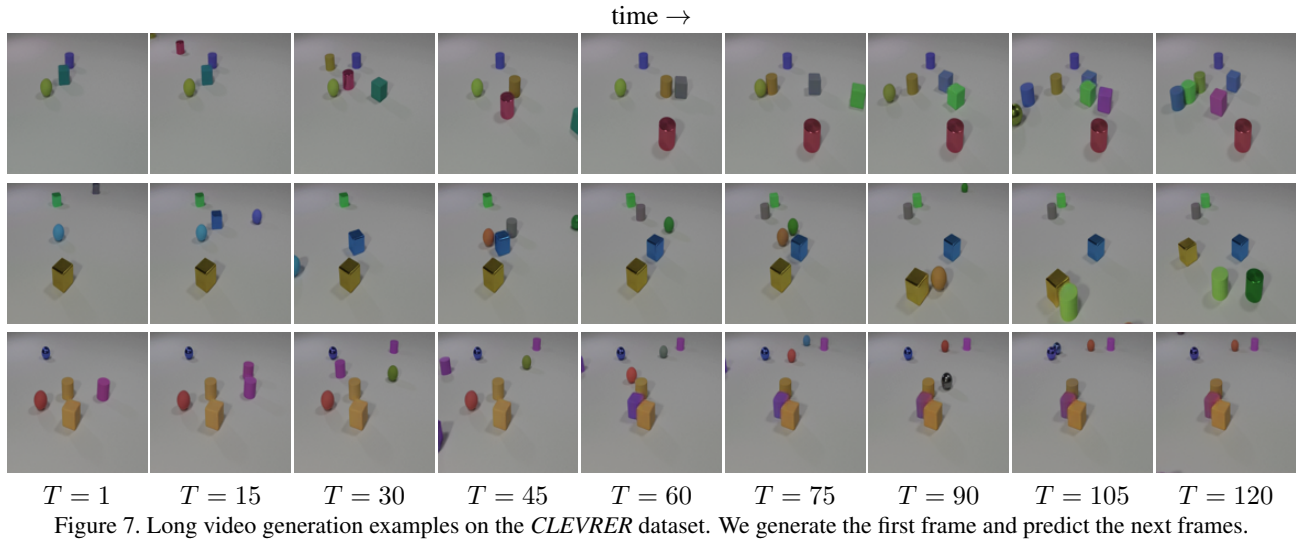 time →
T = 1 T = 15 T = 30 T = 45 T = 60 T = 75 T = 90 T = 105 T = 120
Figure 7. Long video generation examples on the CLEVRER dataset. We generate the first frame and predict the next frames.